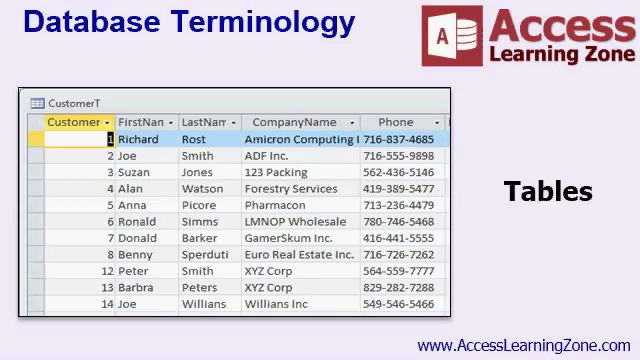 Database Terminology
A
Access
Learning Zone
CustomerT
Customer FirstNan LastNam CompanyName Phone
1 Richard Rost Amicron Computing I 716-837-4685
2 Joe Smith ADF Inc. 716-555-9898
3 Suzan Jones 123 Packing 562-436-5146
4 Alan Watson Forestry Services 419-389-5477
5 Anna Picore Pharmacon 713-236-4479
6 Ronald Simms LMNOP Wholesale 780-746-5468
7 Donald Barker GamerSkum Inc. 416-441-5555
8 Benny Sperduti Euro Real Estate Inc. 716-726-7262
12 Peter Smith XYZ Corp 564-559-7777
13 Barbra Peters XYZ Corp 829-282-7288
14 Joe Willians Willians Inc 549-546-5466
Tables
www.AccessLearningZone.com